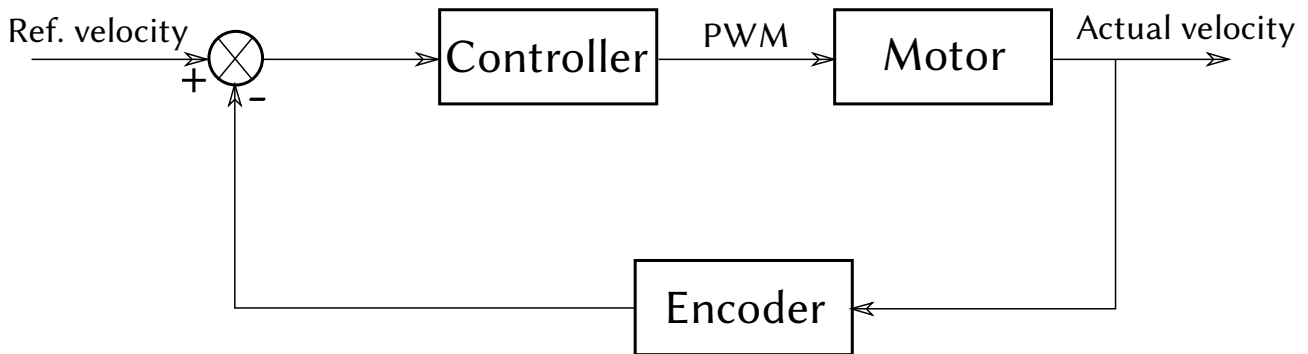 Ref. velocity
+
-
Controller
PWM
Motor
Actual velocity
Encoder